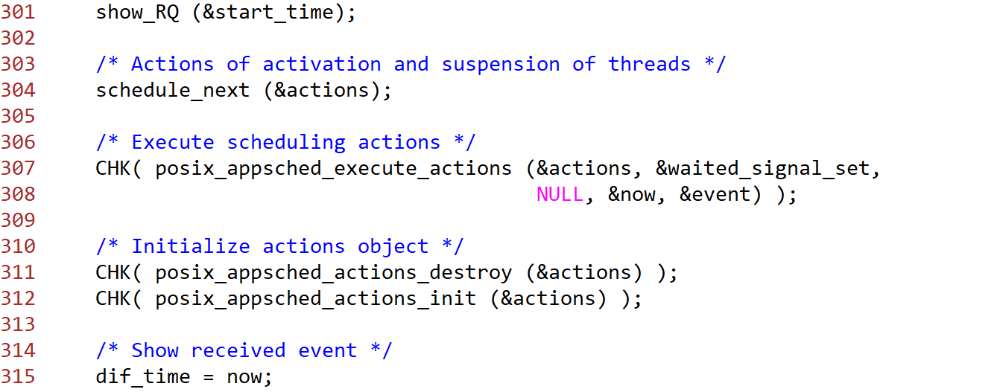 301     show_RQ (&start_time);
302
303     /* Actions of activation and suspension of threads */
304     schedule_next (&actions);
305
306     /* Execute scheduling actions */
307     CHK( posix_appsched_execute_actions (&actions, &waited_signal_set,
308                                          NULL, &now, &event) );
309
310     /* Initialize actions object */
311     CHK( posix_appsched_actions_destroy (&actions) );
312     CHK( posix_appsched_actions_init (&actions) );
313
314     /* Show received event */
315     dif_time = now;